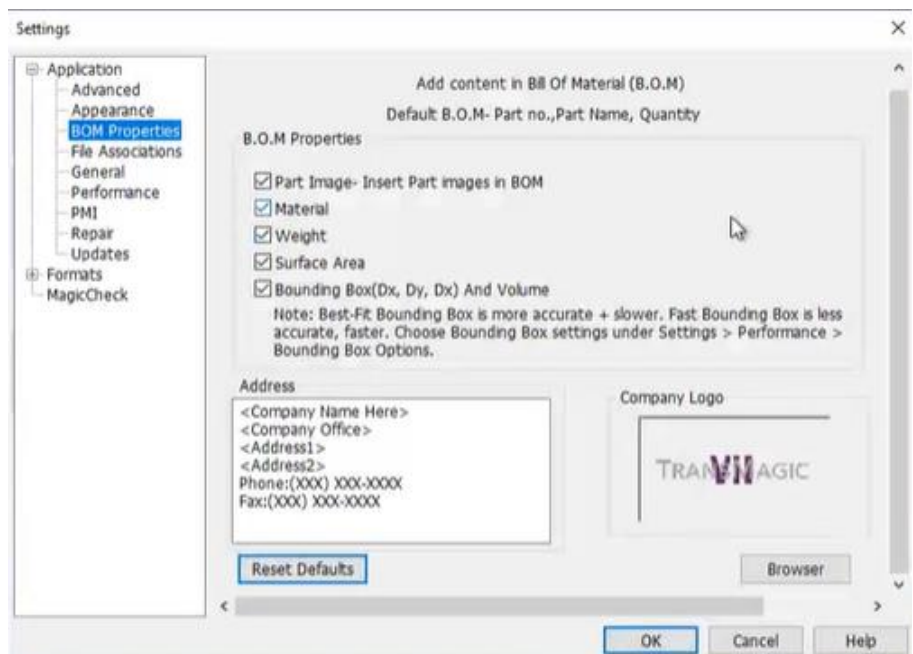 Settings
Application
Advanced
Appearance
BOM Properties
File Associations
General
Performance
PMI
Repair
Updates
Formats
MagicCheck
Add content in Bill Of Material (B.O.M)
Default B.O.M- Part no.,Part Name, Quantity
B.O.M Properties
Part Image- Insert Part images in BOM
Material
Weight
Surface Area
Bounding Box(Dx, Dy, Dx) And Volume
Note: Best-Fit Bounding Box is more accurate + slower. Fast Bounding Box is less
accurate, faster. Choose Bounding Box settings under Settings > Performance >
Bounding Box Options.
Address
<Company Name Here>
<Company Office>
<Address1>
<Address2>
Phone:(XXX) XXX-XXXX
Fax:(XXX) XXX-XXXX
Company Logo
TRANSMAGIC
Reset Defaults
Browser
OK
Cancel
Help